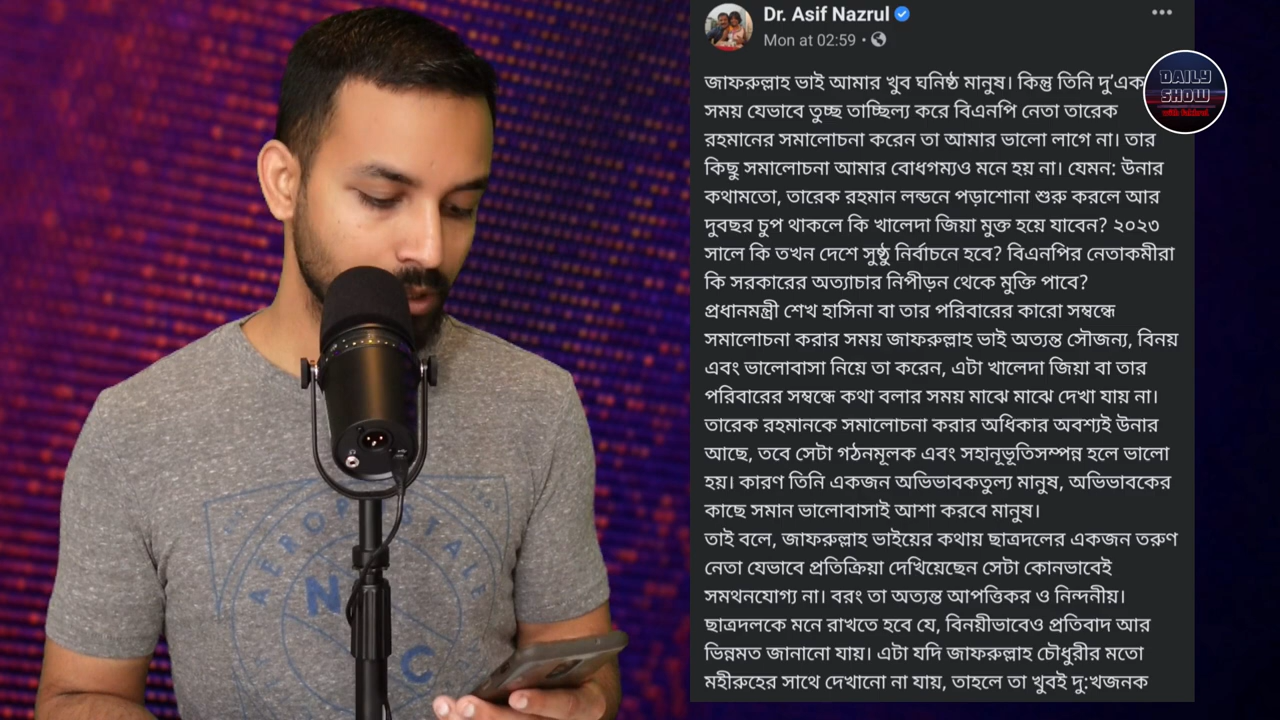 Dr. Asif Nazrul
Mon at 02:59
জাফরুল্লাহ ভাই আমার খুব ঘনিষ্ঠ মানুষ। কিন্তু তিনি দু’এক
সময় যেভাবে তুচ্ছ তাচ্ছিল্য করে বিএনপি নেতা তারেক
রহমানের সমালোচনা করেন তা আমার ভালো লাগে না। তার
কিছু সমালোচনা আমার বোধগম্যও মনে হয় না। যেমন: উনার
কথামতো, তারেক রহমান লন্ডনে পড়াশোনা শুরু করলে আর
দুবছর চুপ থাকলে কি খালেদা জিয়া মুক্ত হয়ে যাবেন? ২০২৩
সালে কি তখন দেশে সুষ্ঠু নির্বাচনে হবে? বিএনপির নেতাকমীরা
কি সরকারের অত্যাচার নিপীড়ন থেকে মুক্তি পাবে?
প্রধানমন্ত্রী শেখ হাসিনা বা তার পরিবারের কারো সম্বন্ধে
সমালোচনা করার সময় জাফরুল্লাহ ভাই অত্যন্ত সৌজন্য, বিনয়
এবং ভালোবাসা নিয়ে তা করেন, এটা খালেদা জিয়া বা তার
পরিবারের সম্বন্ধে কথা বলার সময় মাঝে মাঝে দেখা যায় না।
তারেক রহমানকে সমালোচনা করার অধিকার অবশ্যই উনার
আছে, তবে সেটা গঠনমূলক এবং সহানূভূতিসম্পন্ন হলে ভালো
হয়। কারণ তিনি একজন অভিভাবকতুল্য মানুষ, অভিভাবকের
কাছে সমান ভালোবাসাই আশা করবে মানুষ।
তাই বলে, জাফরুল্লাহ ভাইয়ের কথায় ছাত্রদলের একজন তরুণ
নেতা যেভাবে প্রতিক্রিয়া দেখিয়েছেন সেটা কোনভাবেই
সমথনযোগ্য না। বরং তা অত্যন্ত আপত্তিকর ও নিন্দনীয়।
ছাত্রদলকে মনে রাখতে হবে যে, বিনয়ীভাবেও প্রতিবাদ আর
ভিন্নমত জানানো যায়। এটা যদি জাফরুল্লাহ চৌধুরীর মতো
মহীরুহের সাথে দেখানো না যায়, তাহলে তা খুবই দু:খজনক
DAILY
SHOW
AEROPOSTALE
N C